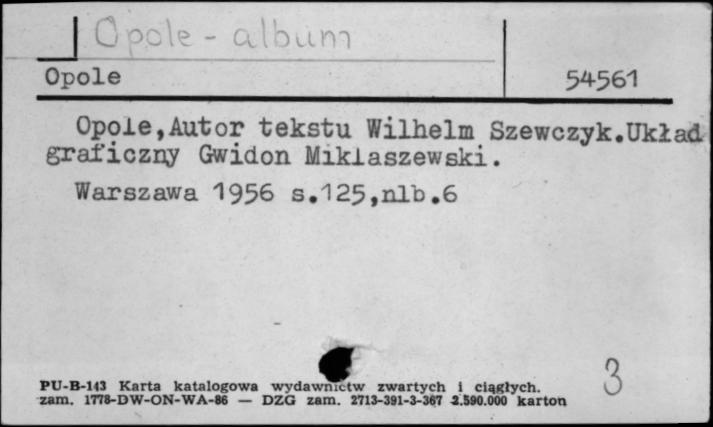 Opole - album
Opole 54561
Opole,Autor tekstu Wilhelm Szewczyk.Układ
graficzny Gwidon Miklaszewski.
Warszawa 1956 s.125,nlb.6
3
PU-B-143 Karta katalogowa wydawnictw zwartych i ciągłych.
zam. 1778-DW-ON-WA-86 — DZG zam. 2713-391-3-367 2.590.000 karton